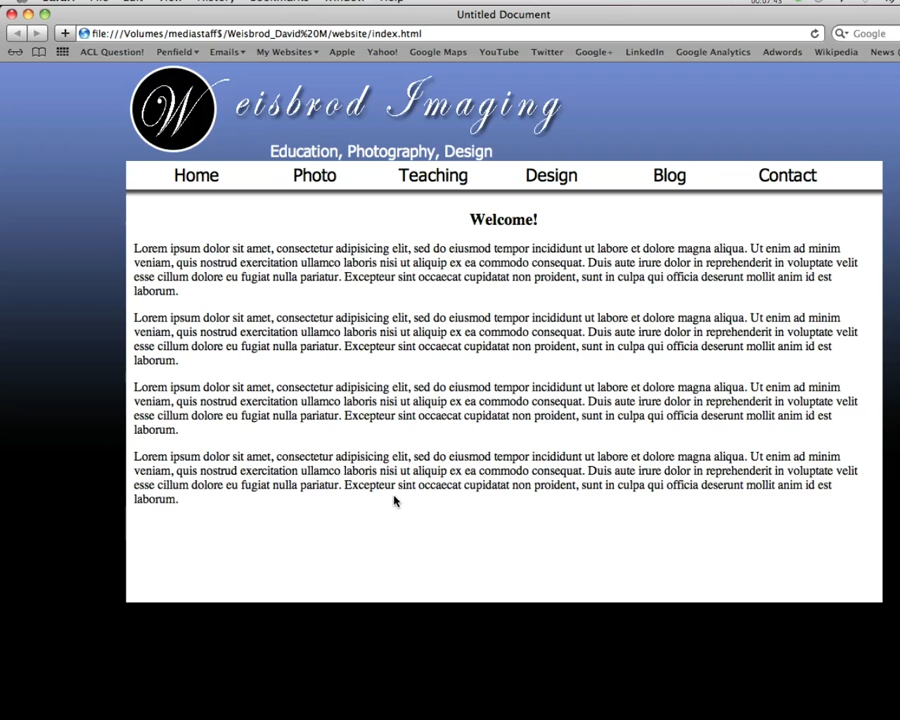 Untitled Document
file:///Volumes/mediastaff$/Weisbrod_David%20M/website/index.html
Google
ACL Question! Penfield Emails My Websites Apple Yahoo! Google Maps YouTube Twitter Google+ LinkedIn Google Analytics Adwords Wikipedia News
Weisbrod Imaging
Education, Photography, Design
Home Photo Teaching Design Blog Contact
Welcome!
Lorem ipsum dolor sit amet, consectetur adipisicing elit, sed do eiusmod tempor incididunt ut labore et dolore magna aliqua. Ut enim ad minim
veniam, quis nostrud exercitation ullamco laboris nisi ut aliquip ex ea commodo consequat. Duis aute irure dolor in reprehenderit in voluptate velit
esse cillum dolore eu fugiat nulla pariatur. Excepteur sint occaecat cupidatat non proident, sunt in culpa qui officia deserunt mollit anim id est
laborum.
Lorem ipsum dolor sit amet, consectetur adipisicing elit, sed do eiusmod tempor incididunt ut labore et dolore magna aliqua. Ut enim ad minim
veniam, quis nostrud exercitation ullamco laboris nisi ut aliquip ex ea commodo consequat. Duis aute irure dolor in reprehenderit in voluptate velit
esse cillum dolore eu fugiat nulla pariatur. Excepteur sint occaecat cupidatat non proident, sunt in culpa qui officia deserunt mollit anim id est
laborum.
Lorem ipsum dolor sit amet, consectetur adipisicing elit, sed do eiusmod tempor incididunt ut labore et dolore magna aliqua. Ut enim ad minim
veniam, quis nostrud exercitation ullamco laboris nisi ut aliquip ex ea commodo consequat. Duis aute irure dolor in reprehenderit in voluptate velit
esse cillum dolore eu fugiat nulla pariatur. Excepteur sint occaecat cupidatat non proident, sunt in culpa qui officia deserunt mollit anim id est
laborum.
Lorem ipsum dolor sit amet, consectetur adipisicing elit, sed do eiusmod tempor incididunt ut labore et dolore magna aliqua. Ut enim ad minim
veniam, quis nostrud exercitation ullamco laboris nisi ut aliquip ex ea commodo consequat. Duis aute irure dolor in reprehenderit in voluptate velit
esse cillum dolore eu fugiat nulla pariatur. Excepteur sint occaecat cupidatat non proident, sunt in culpa qui officia deserunt mollit anim id est
laborum.